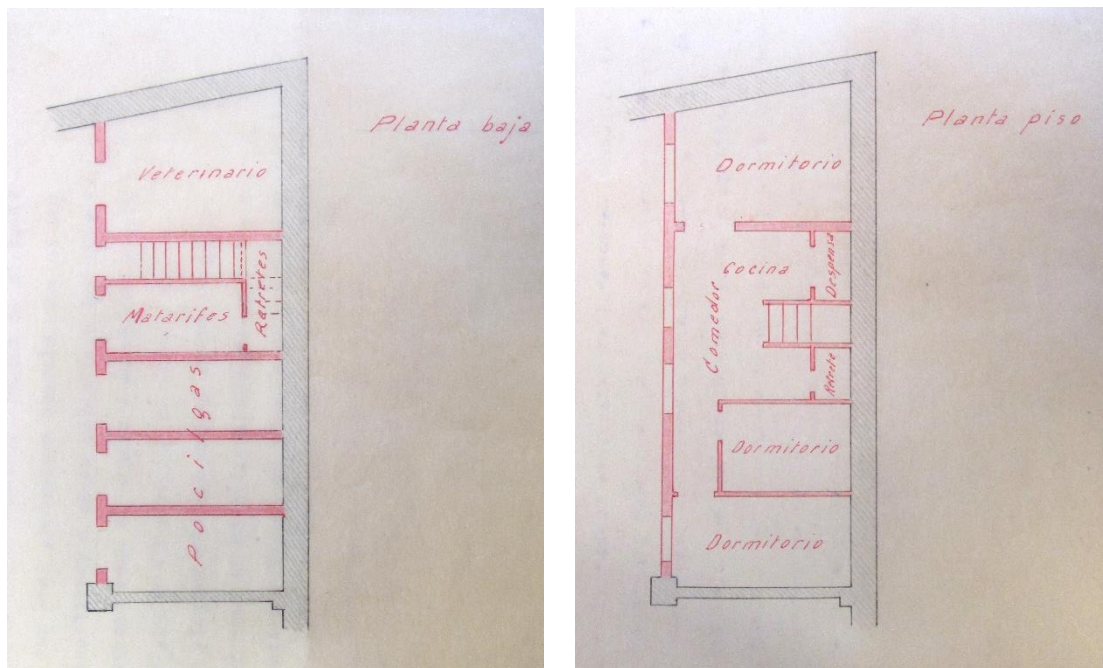 Planta baja
Veterinario
Retretes
Matarifes
Pocilgas
Planta piso
Dormitorio
Despensa
Cocina
Comedor
Retrete
Dormitorio
Dormitorio